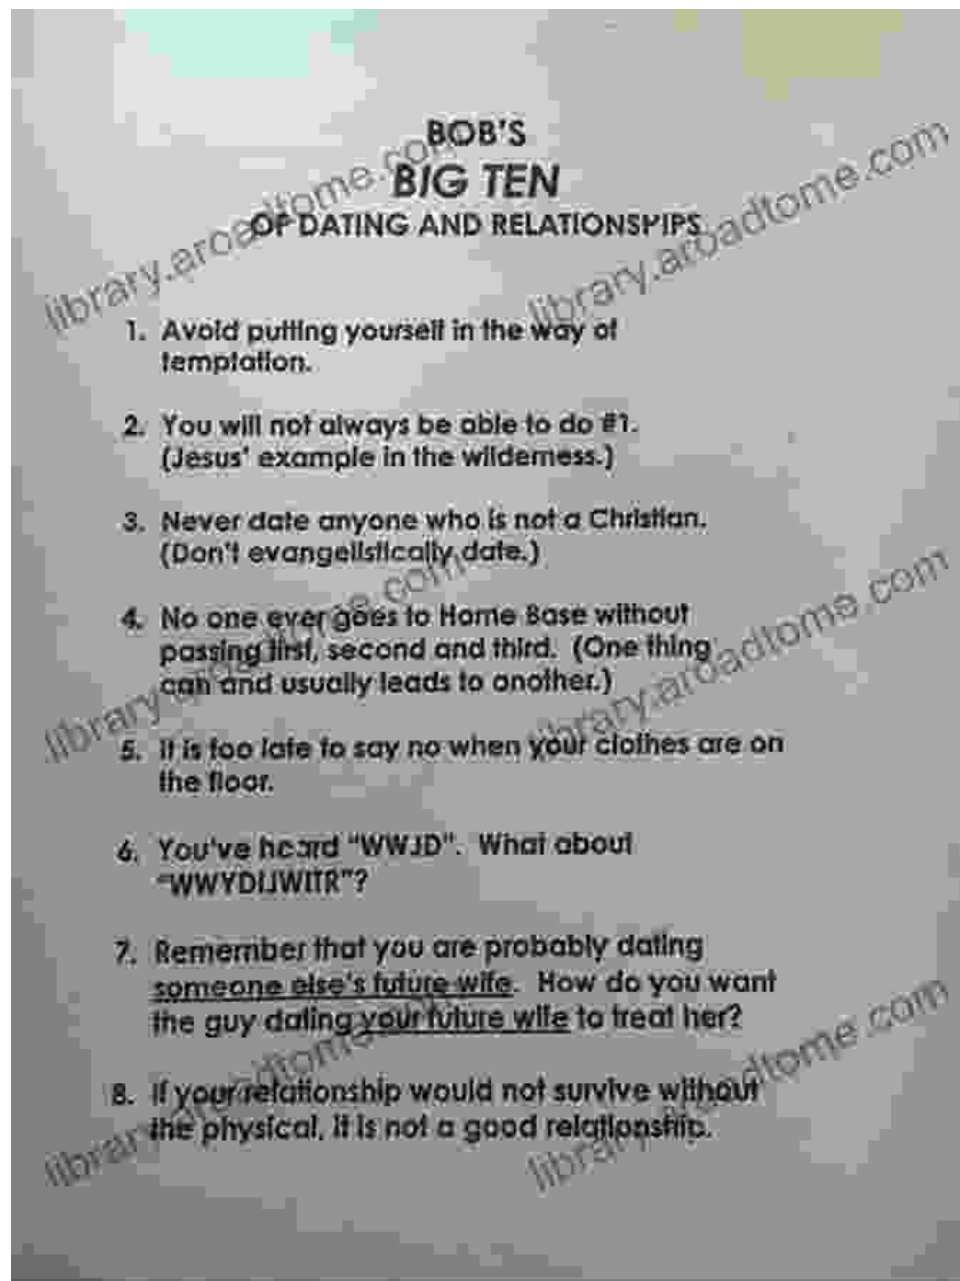 BOB'S
BIG TEN
OF DATING AND RELATIONSHIPS
1. Avoid putting yourself in the way of
temptation.
2. You will not always be able to do #1.
(Jesus' example in the wilderness.)
3. Never date anyone who is not a Christian.
(Don't evangelistically date.)
4. No one ever goes to Home Base without
passing first, second and third. (One thing
can and usually leads to another.)
5. It is too late to say no when your clothes are on
the floor.
6. You've heard "WWJD". What about
"WWYDIJWITR"?
7. Remember that you are probably dating
someone else's future wife. How do you want
the guy dating your future wife to treat her?
8. If your relationship would not survive without
the physical, it is not a good relationship.
library.aroadtome.com
library.aroadtome.com
library.aroadtome.com
library.aroadtome.com
library.aroadtome.com
library.aroadtome.com